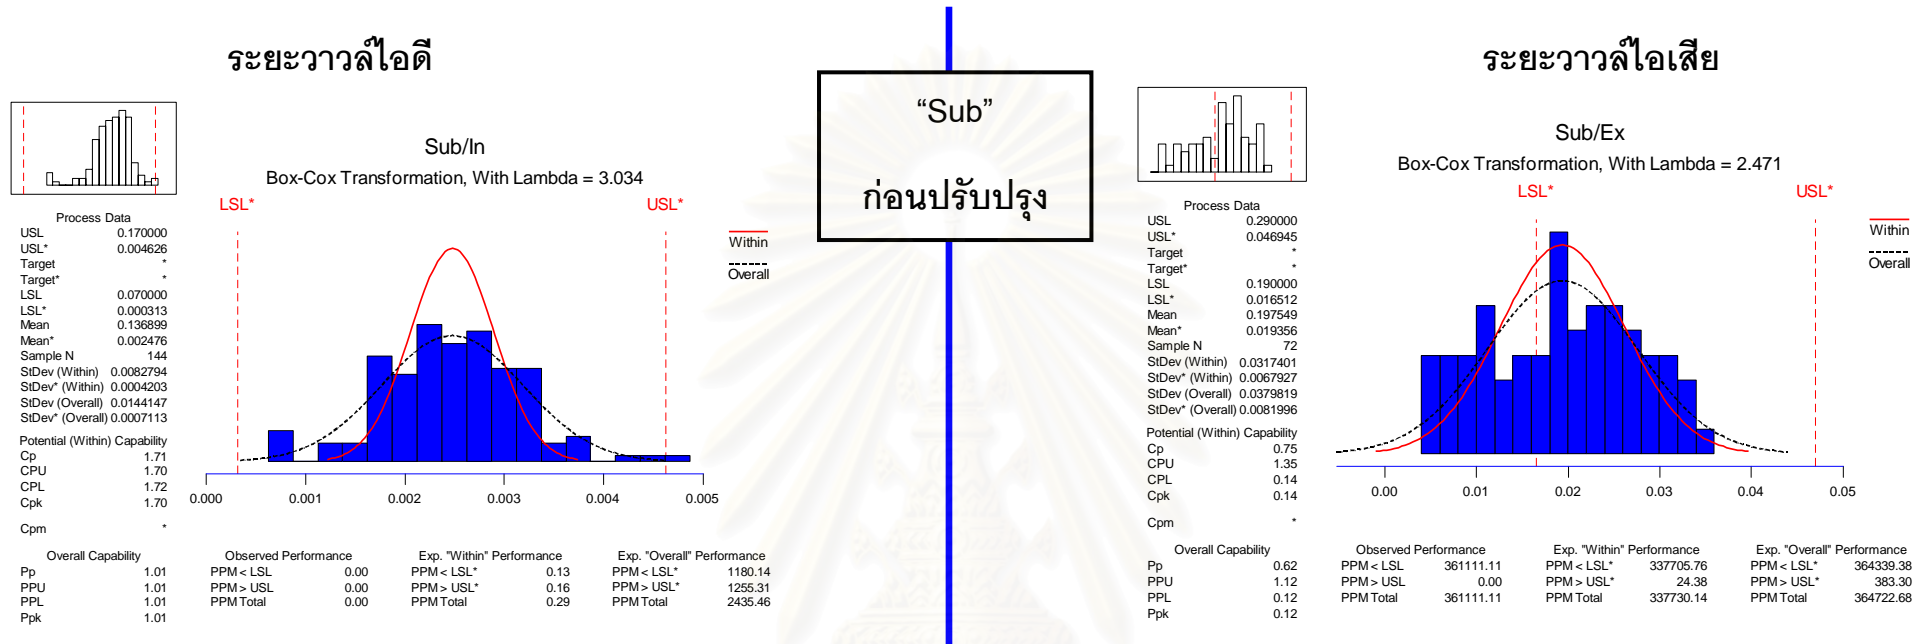 ระยะวาวล์ไอดี
Sub/In
Box-Cox Transformation, With Lambda = 3.034
LSL*
USL*
Process Data
USL 0.170000
USL* 0.004626
Target *
Target* *
LSL 0.070000
LSL* 0.000313
Mean 0.136899
Mean* 0.002476
Sample N 144
StDev (Within) 0.0082794
StDev* (Within) 0.0004203
StDev (Overall) 0.0144147
StDev* (Overall) 0.0007113
Potential (Within) Capability
Cp 1.71
CPU 1.70
CPL 1.72
Cpk 1.70
Cpm *
Overall Capability
Pp 1.01
PPU 1.01
PPL 1.01
Ppk 1.01
Within
Overall
0.000 0.001 0.002 0.003 0.004 0.005
Observed Performance
PPM < LSL 0.00
PPM > USL 0.00
PPM Total 0.00
Exp. "Within" Performance
PPM < LSL* 0.13
PPM > USL* 0.16
PPM Total 0.29
Exp. "Overall" Performance
PPM < LSL* 1180.14
PPM > USL* 1255.31
PPM Total 2435.46
“Sub”
ก่อนปรับปรุง
ระยะวาวล์ไอเสีย
Sub/Ex
Box-Cox Transformation, With Lambda = 2.471
LSL*
USL*
Process Data
USL 0.290000
USL* 0.046945
Target *
Target* *
LSL 0.190000
LSL* 0.016512
Mean 0.197549
Mean* 0.019356
Sample N 72
StDev (Within) 0.0317401
StDev* (Within) 0.0067927
StDev (Overall) 0.0379819
StDev* (Overall) 0.0081996
Potential (Within) Capability
Cp 0.75
CPU 1.35
CPL 0.14
Cpk 0.14
Cpm *
Overall Capability
Pp 0.62
PPU 1.12
PPL 0.12
Ppk 0.12
Within
Overall
0.00 0.01 0.02 0.03 0.04 0.05
Observed Performance
PPM < LSL 361111.11
PPM > USL 0.00
PPM Total 361111.11
Exp. "Within" Performance
PPM < LSL* 337705.76
PPM > USL* 24.38
PPM Total 337730.14
Exp. "Overall" Performance
PPM < LSL* 364339.38
PPM > USL* 383.30
PPM Total 364722.68